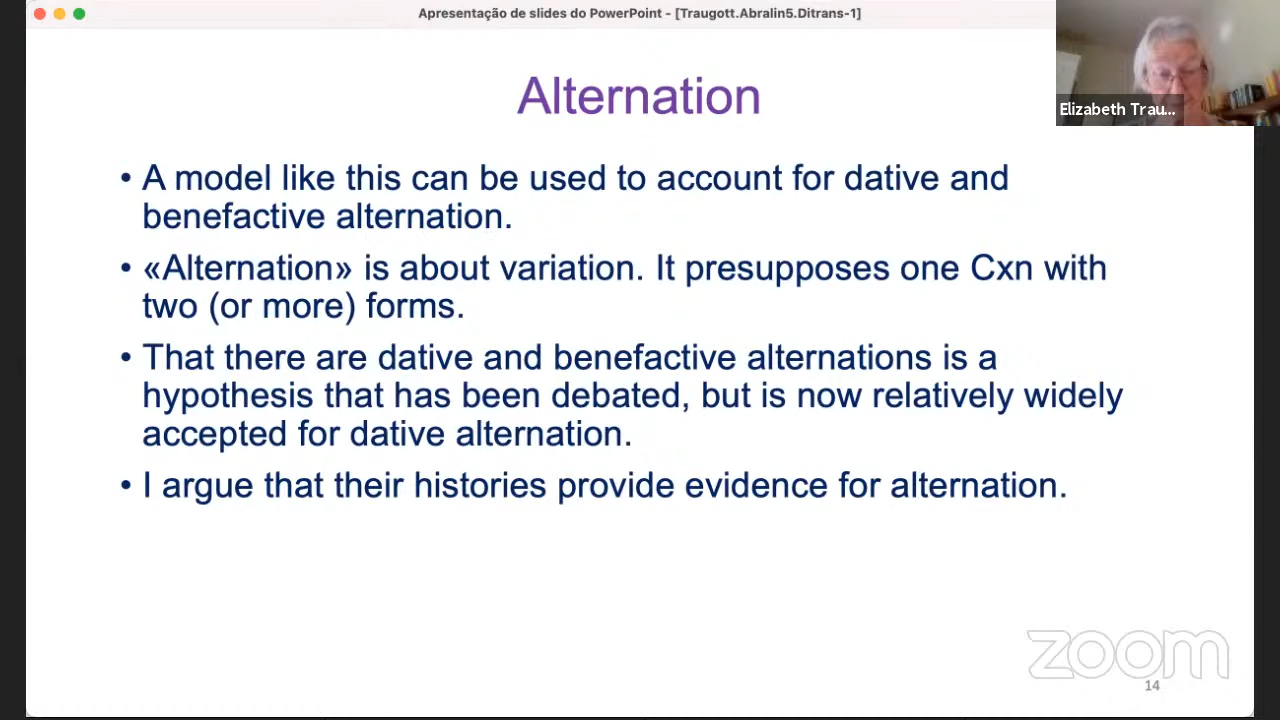 Apresentação de slides do PowerPoint - [Traugott.Abralin5.Ditrans-1]
Elizabeth Trau...
Alternation
• A model like this can be used to account for dative and
benefactive alternation.
• «Alternation» is about variation. It presupposes one Cxn with
two (or more) forms.
• That there are dative and benefactive alternations is a
hypothesis that has been debated, but is now relatively widely
accepted for dative alternation.
• I argue that their histories provide evidence for alternation.
zoom
14